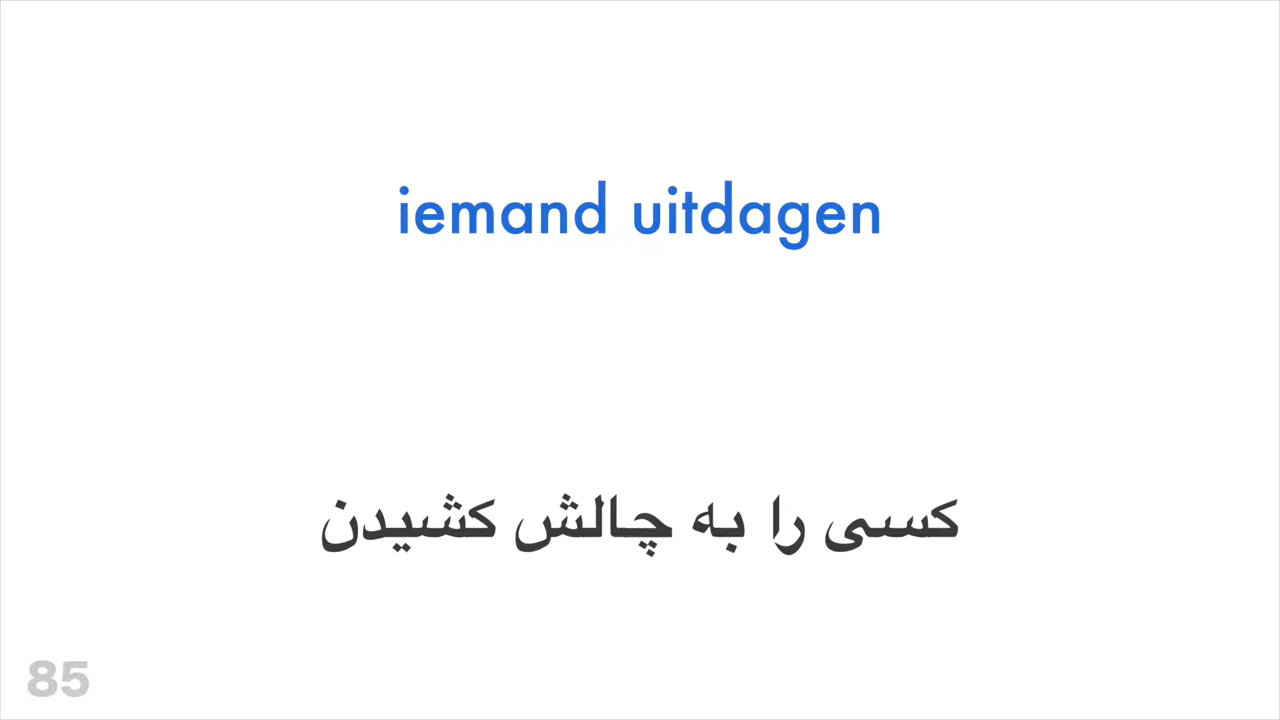 iemand uitdagen
کسی را به چالش کشیدن
85